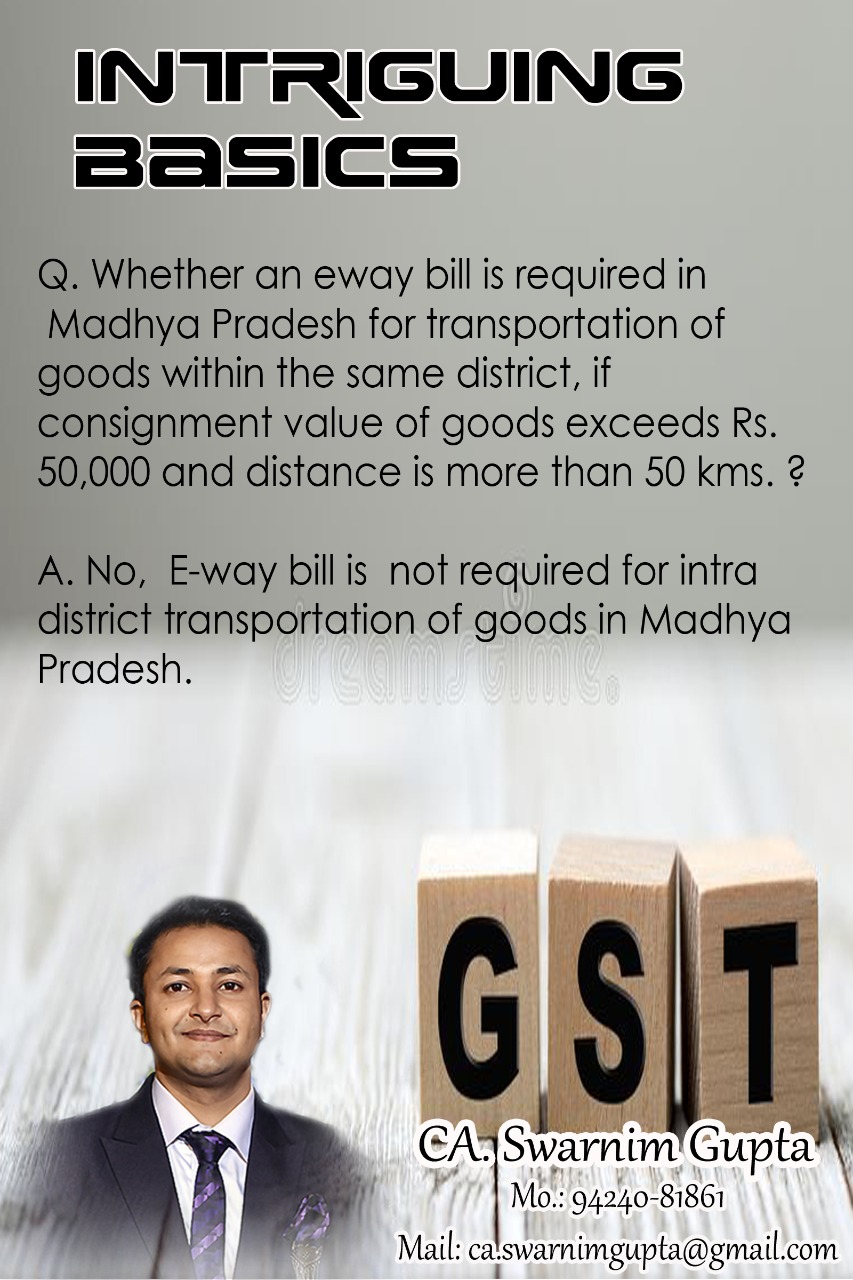 INTRIGUING
BASICS
Q. Whether an eway bill is required in
Madhya Pradesh for transportation of
goods within the same district, if
consignment value of goods exceeds Rs.
50,000 and distance is more than 50 kms. ?
A. No, E-way bill is not required for intra
district transportation of goods in Madhya
Pradesh.
dreamstime.
G S T
CA. Swarnim Gupta
Mo.: 94240-81861
Mail: ca.swarnimgupta@gmail.com